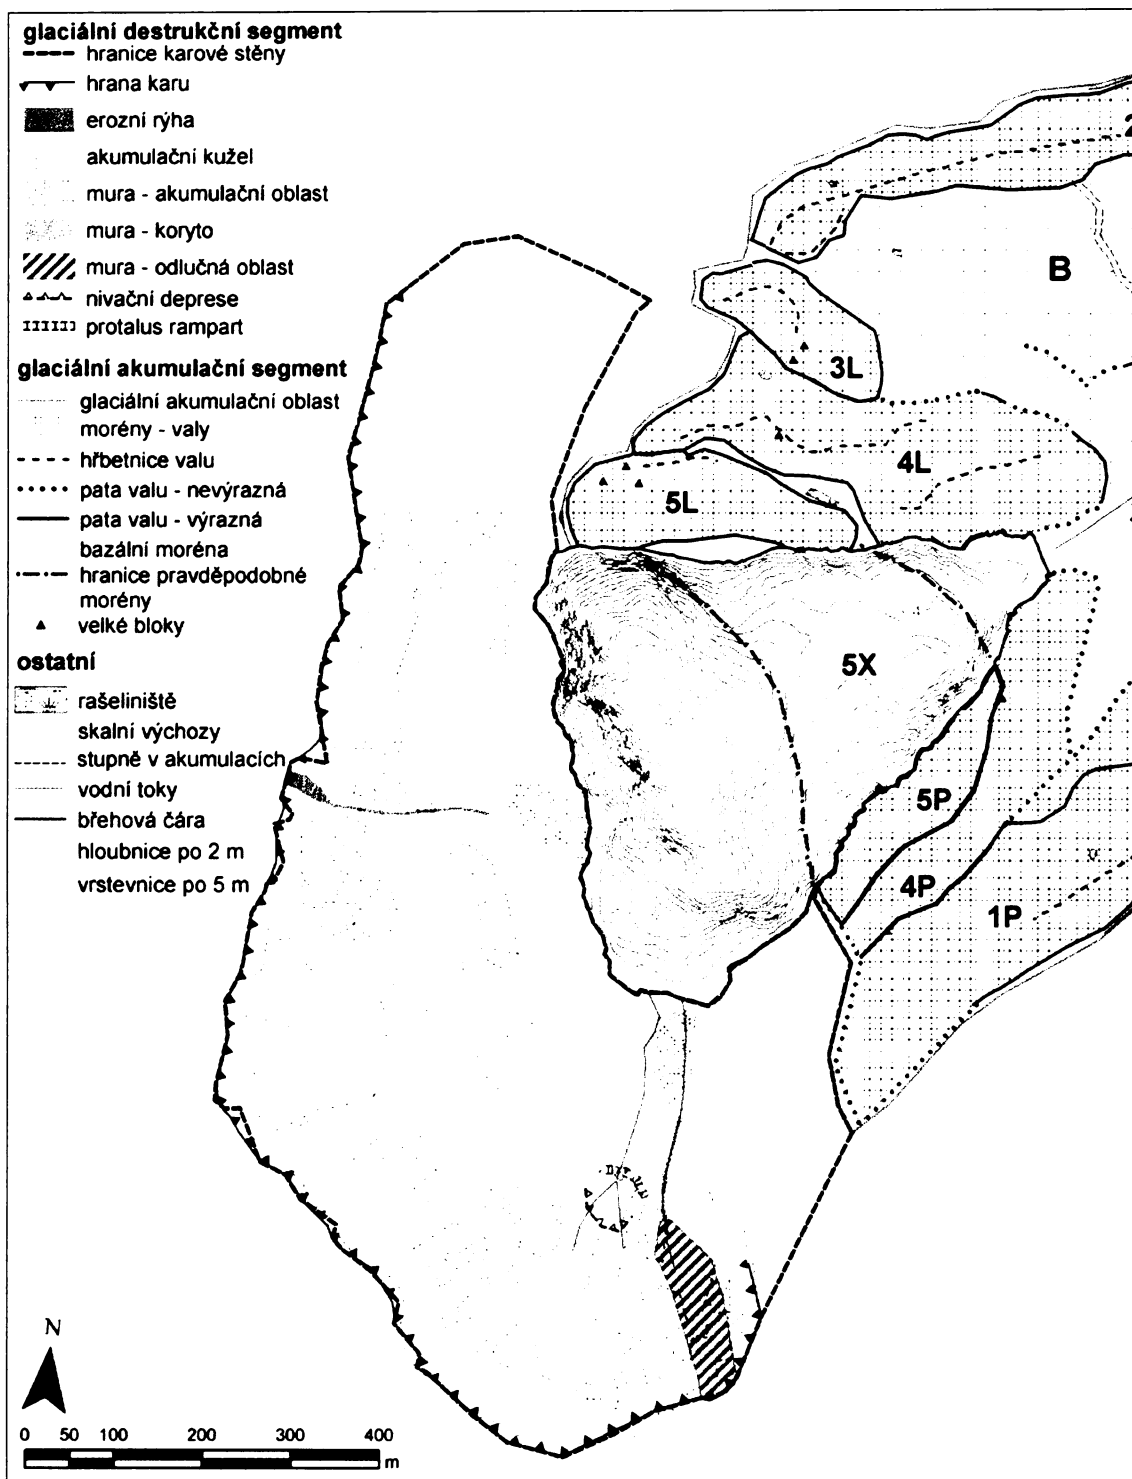 glaciální destrukční segment
hranice karové stěny
hrana karu
erozní rýha
akumulační kužel
mura - akumulační oblast
mura - koryto
mura - odlučná oblast
nivační deprese
protalus rampart
glaciální akumulační segment
glaciální akumulační oblast
morény - valy
hřbetnice valu
pata valu - nevýrazná
pata valu - výrazná
bazální moréna
hranice pravděpodobné
morény
velké bloky
ostatní
rašeliniště
skalní výchozy
stupně v akumulacích
vodní toky
břehová čára
hloubnice po 2 m
vrstevnice po 5 m
B
3L
4L
5L
5X
5P
4P
1P
N
0 50 100 200 300 400
m